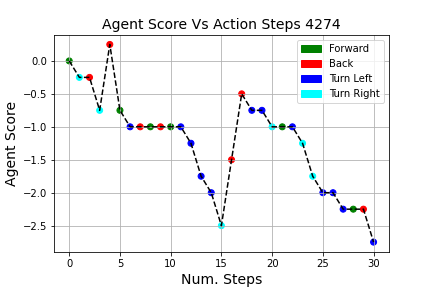 Agent Score Vs Action Steps 4274
Forward
Back
Turn Left
Turn Right
Agent Score
0.0
−0.5
−1.0
−1.5
−2.0
−2.5
0 5 10 15 20 25 30
Num. Steps